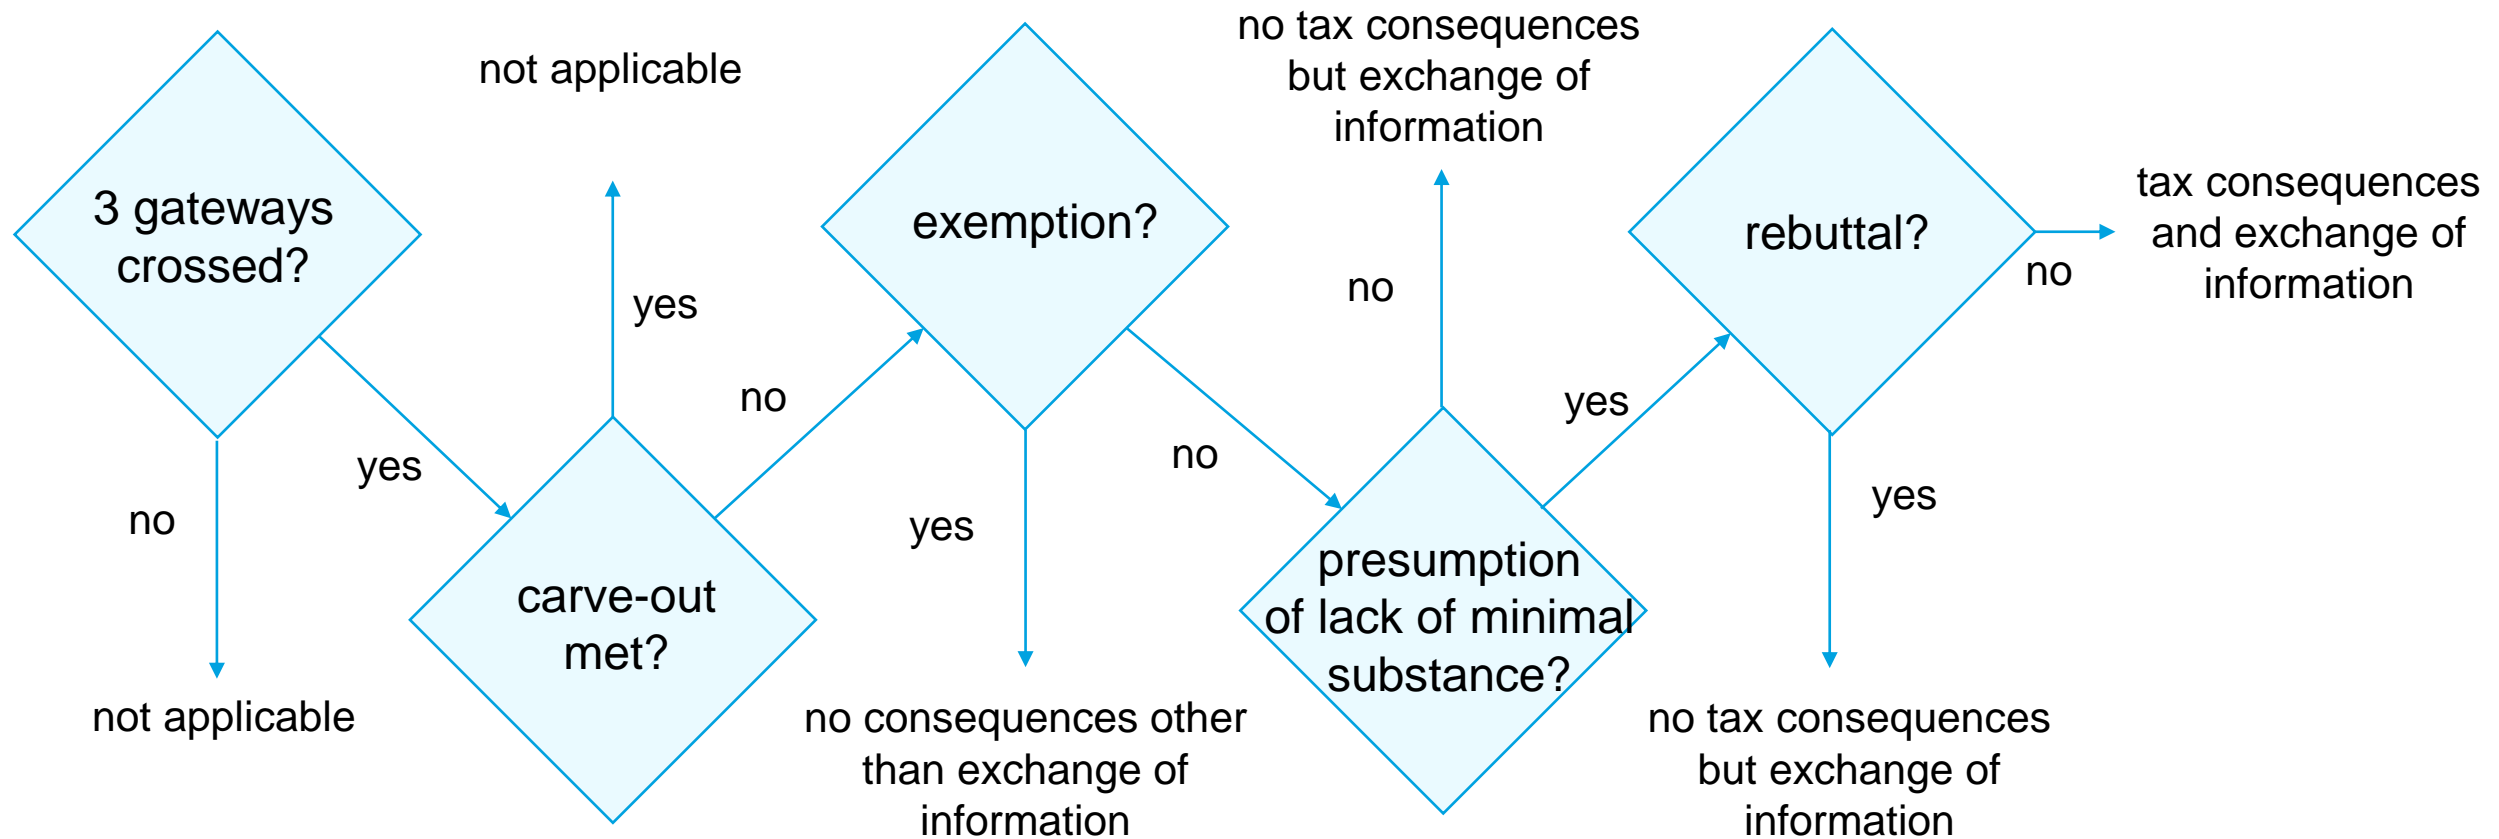 3 gateways
crossed?
no
not applicable
yes
not applicable
yes
carve-out
met?
no
exemption?
yes
no consequences other
than exchange of
information
no
no tax consequences
but exchange of
information
no
presumption
of lack of minimal
substance?
yes
rebuttal?
yes
no tax consequences
but exchange of
information
no
tax consequences
and exchange of
information